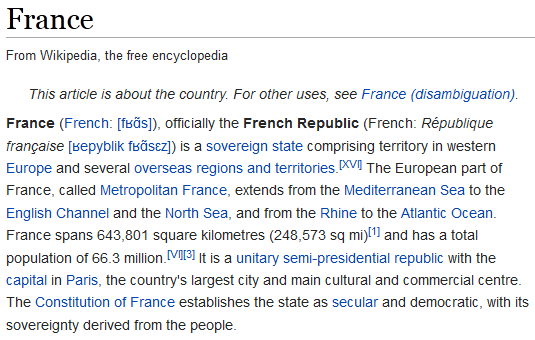 France
From Wikipedia, the free encyclopedia
This article is about the country. For other uses, see France (disambiguation).
France (French: [fʁɑ̃s]), officially the French Republic (French: République
française [ʁepyblik fʁɑ̃sɛz]) is a sovereign state comprising territory in western
Europe and several overseas regions and territories.[XVI] The European part of
France, called Metropolitan France, extends from the Mediterranean Sea to the
English Channel and the North Sea, and from the Rhine to the Atlantic Ocean.
France spans 643,801 square kilometres (248,573 sq mi)[1] and has a total
population of 66.3 million.[VI][3] It is a unitary semi-presidential republic with the
capital in Paris, the country's largest city and main cultural and commercial centre.
The Constitution of France establishes the state as secular and democratic, with its
sovereignty derived from the people.